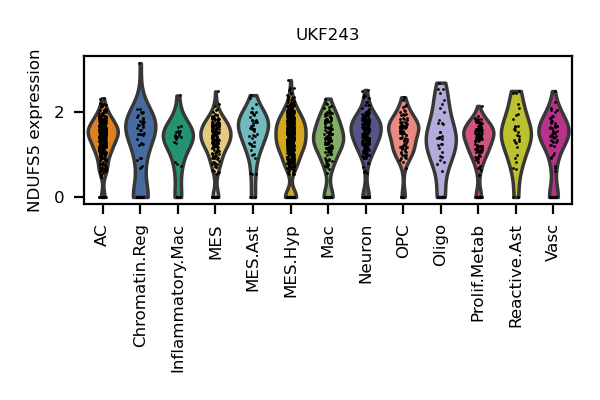 UKF243
NDUFS5 expression
2
0
AC
Chromatin.Reg
Inflammatory.Mac
MES
MES.Ast
MES.Hyp
Mac
Neuron
OPC
Oligo
Prolif.Metab
Reactive.Ast
Vasc